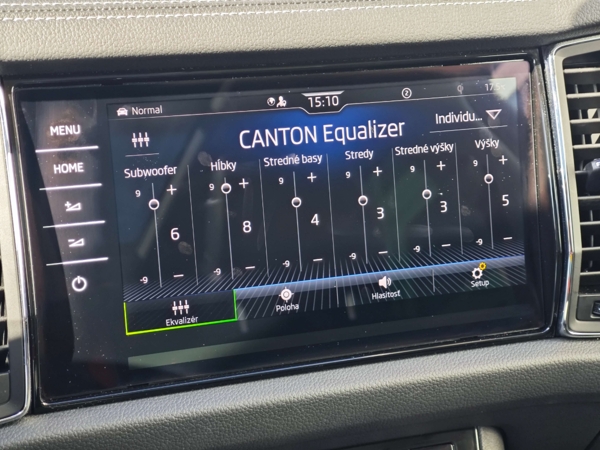 MENU
HOME
Normal
15:10
CANTON Equalizer
Individu...
Subwoofer
Hĺbky
Stredné basy
Stredy
Stredné výšky
Výšky
9 +
9 +
9 +
9 +
9 +
9 +
6
8
4
3
3
5
-9 –
-9 –
-9 –
-9 –
-9 –
-9 –
Ekvalizér
Poloha
Hlasitosť
Setup